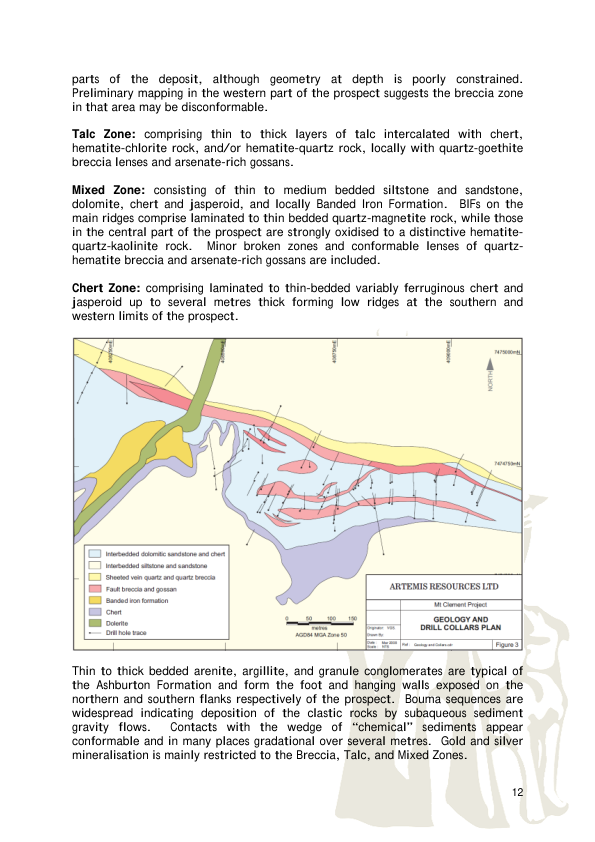 parts of the deposit, although geometry at depth is poorly constrained.
Preliminary mapping in the western part of the prospect suggests the breccia zone
in that area may be disconformable.
Talc Zone: comprising thin to thick layers of talc intercalated with chert,
hematite-chlorite rock, and/or hematite-quartz rock, locally with quartz-goethite
breccia lenses and arsenate-rich gossans.
Mixed Zone: consisting of thin to medium bedded siltstone and sandstone,
dolomite, chert and jasperoid, and locally Banded Iron Formation. BIFs on the
main ridges comprise laminated to thin bedded quartz-magnetite rock, while those
in the central part of the prospect are strongly oxidised to a distinctive hematite-
quartz-kaolinite rock. Minor broken zones and conformable lenses of quartz-
hematite breccia and arsenate-rich gossans are included.
Chert Zone: comprising laminated to thin-bedded variably ferruginous chert and
jasperoid up to several metres thick forming low ridges at the southern and
western limits of the prospect.
7475000mN
NORTH
7474750mN
Interbedded dolomitic sandstone and chert
Interbedded siltstone and sandstone
Sheeted vein quartz and quartz breccia
Fault breccia and gossan
Banded iron formation
Chert
Dolerite
Drill hole trace
0 50 100 150
metres
AGD84 MGA Zone 50
ARTEMIS RESOURCES LTD
Mt Clement Project
GEOLOGY AND
DRILL COLLARS PLAN
Figure 3
Thin to thick bedded arenite, argillite, and granule conglomerates are typical of
the Ashburton Formation and form the foot and hanging walls exposed on the
northern and southern flanks respectively of the prospect. Bouma sequences are
widespread indicating deposition of the clastic rocks by subaqueous sediment
gravity flows. Contacts with the wedge of “chemical” sediments appear
conformable and in many places gradational over several metres. Gold and silver
mineralisation is mainly restricted to the Breccia, Talc, and Mixed Zones.
12